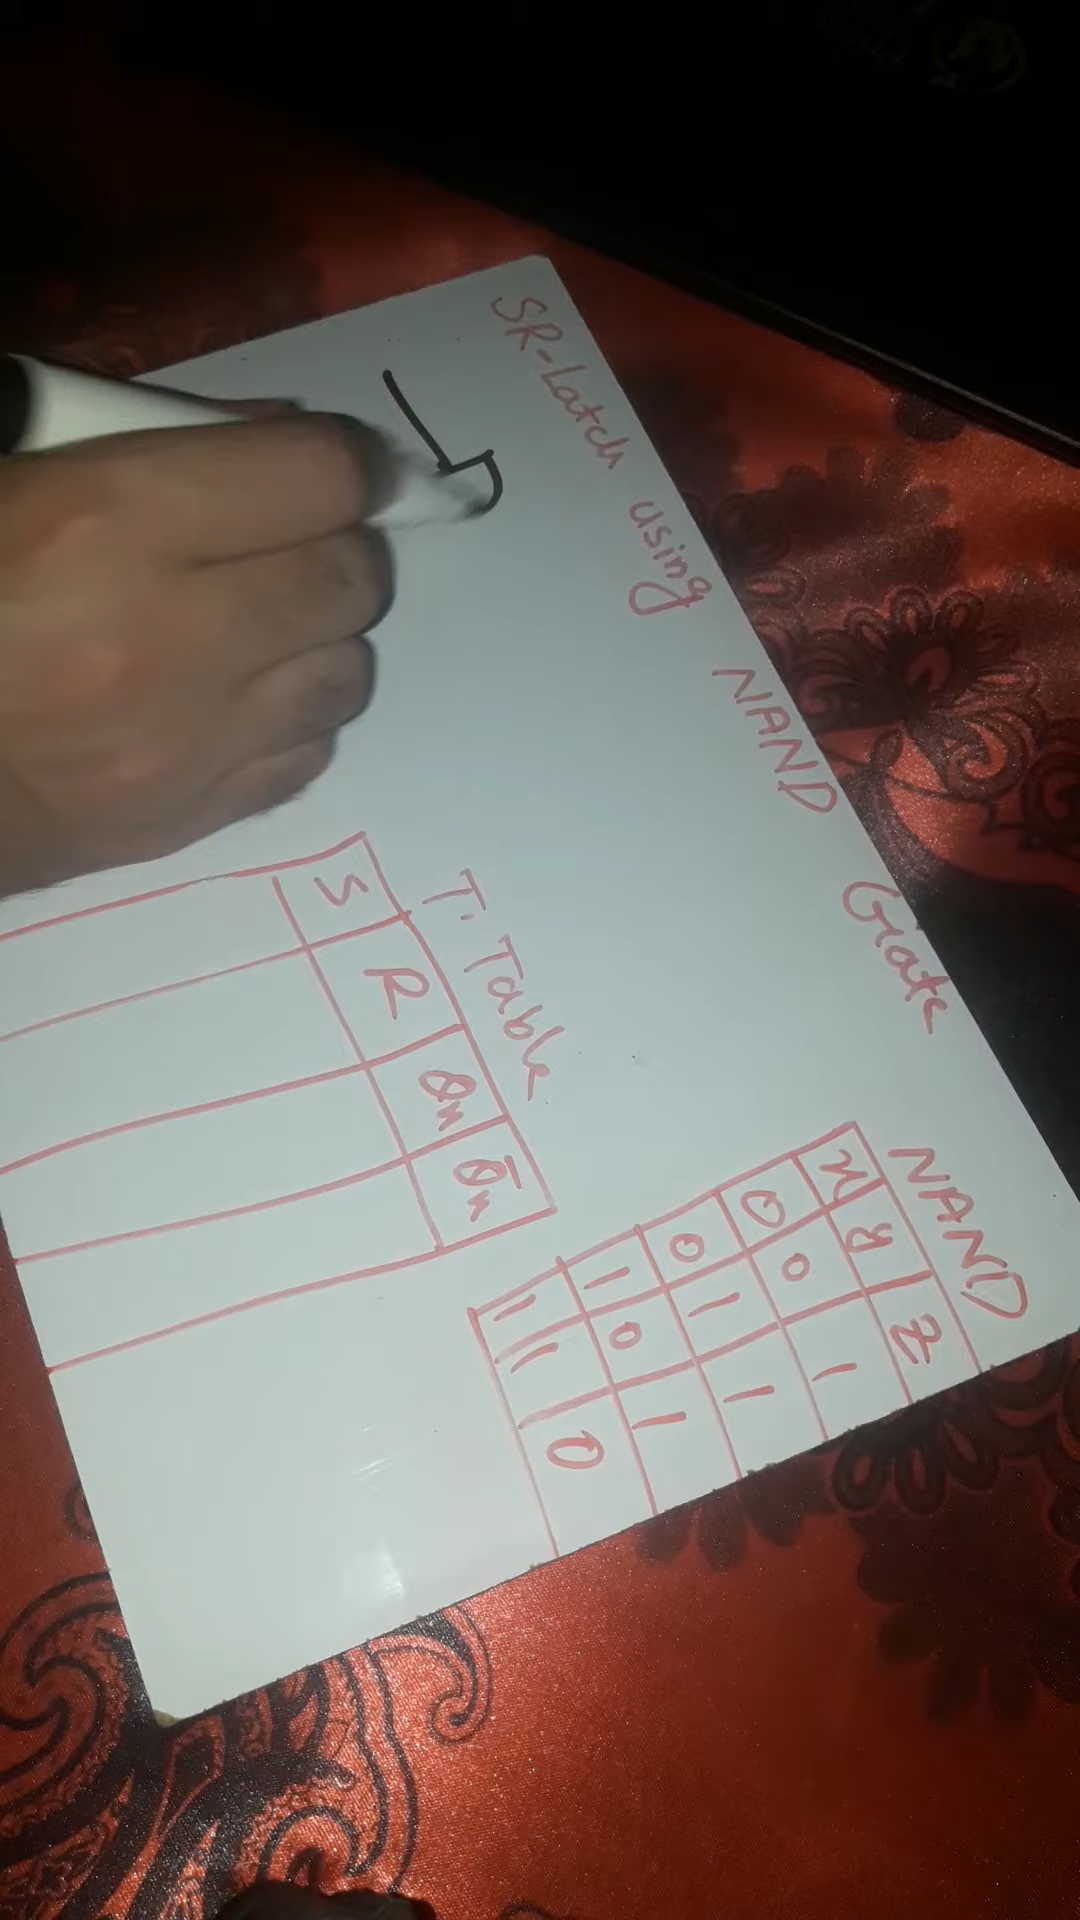 SR-Latch using NAND Gate
NAND
x y z
0 0 1
0 1 1
1 0 1
1 1 0
T. Table
S R Qn Q̄n